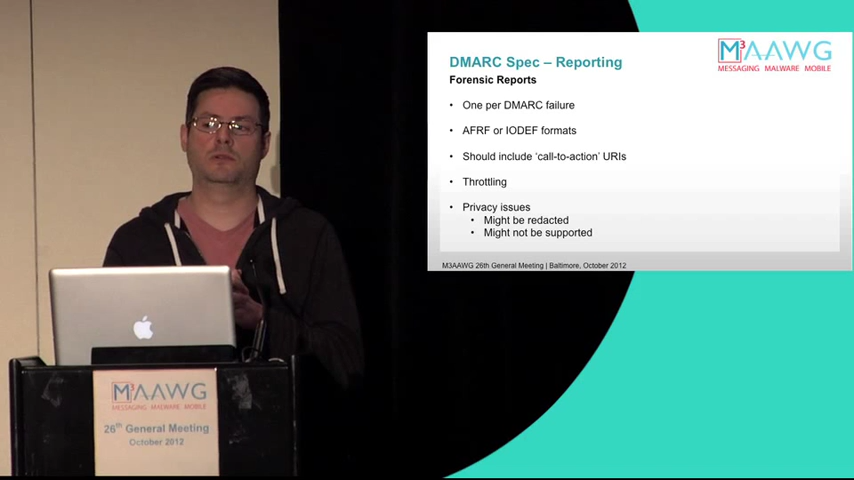 DMARC Spec – Reporting
Forensic Reports
• One per DMARC failure
• AFRF or IODEF formats
• Should include ‘call-to-action’ URIs
• Throttling
• Privacy issues
• Might be redacted
• Might not be supported
M3AAWG 26th General Meeting | Baltimore, October 2012
M3AAWG
MESSAGING MALWARE MOBILE
M3AAWG
MESSAGING MALWARE MOBILE
26th General Meeting
October 2012